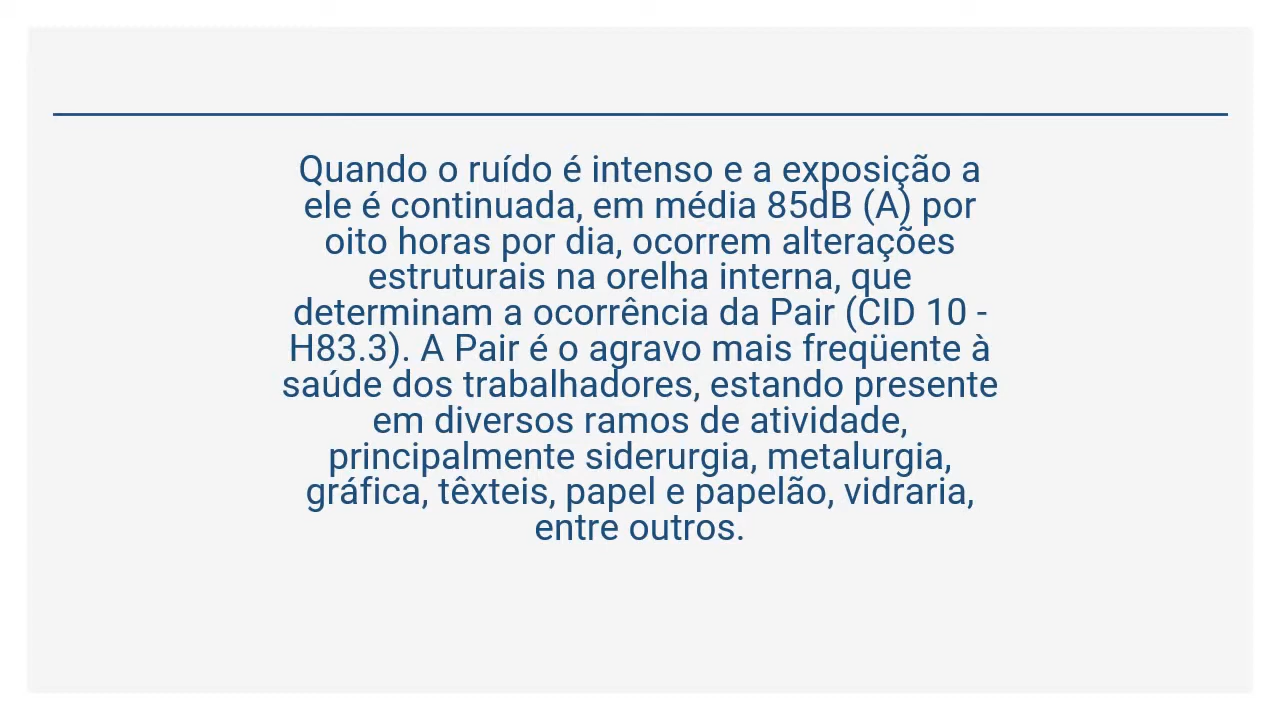 Quando o ruído é intenso e a exposição a
ele é continuada, em média 85dB (A) por
oito horas por dia, ocorrem alterações
estruturais na orelha interna, que
determinam a ocorrência da Pair (CID 10 -
H83.3). A Pair é o agravo mais freqüente à
saúde dos trabalhadores, estando presente
em diversos ramos de atividade,
principalmente siderurgia, metalurgia,
gráfica, têxteis, papel e papelão, vidraria,
entre outros.